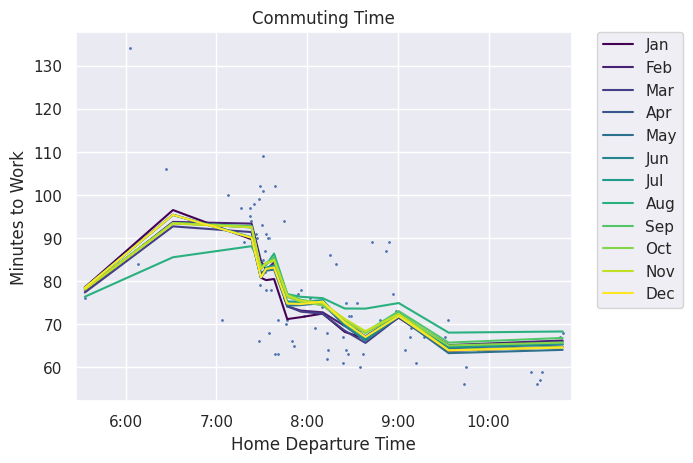 Commuting Time
Minutes to Work
130
120
110
100
90
80
70
60
6:00 7:00 8:00 9:00 10:00
Home Departure Time
Jan
Feb
Mar
Apr
May
Jun
Jul
Aug
Sep
Oct
Nov
Dec